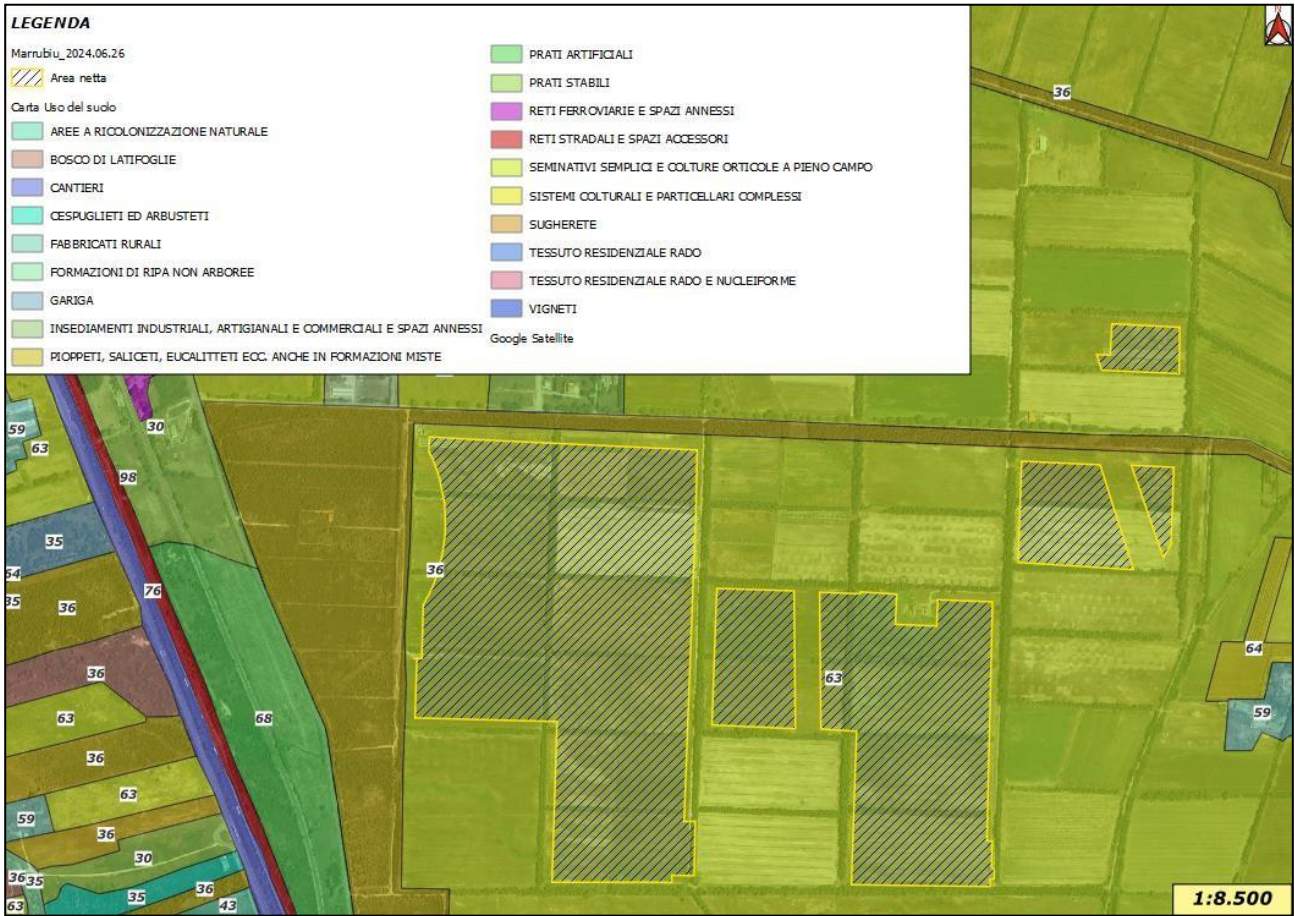 LEGENDA
Marrubiu_2024.06.26
Area netta
Carta Uso del suolo
AREE A RICOLONIZZAZIONE NATURALE
BOSCO DI LATIFOGLIE
CANTIERI
CESPUGLIETI ED ARBUSTETI
FABBRICATI RURALI
FORMAZIONI DI RIPA NON ARBOREE
GARIGA
INSEDIAMENTI INDUSTRIALI, ARTIGIANALI E COMMERCIALI E SPAZI ANNESSI
PIOPPETI, SALICETI, EUCALITTETI ECC. ANCHE IN FORMAZIONI MISTE
PRATI ARTIFICIALI
PRATI STABILI
RETI FERROVIARIE E SPAZI ANNESSI
RETI STRADALI E SPAZI ACCESSORI
SEMINATIVI SEMPLICI E COLTURE ORTICOLE A PIENO CAMPO
SISTEMI COLTURALI E PARTICELLARI COMPLESSI
SUGHERETE
TESSUTO RESIDENZIALE RADO
TESSUTO RESIDENZIALE RADO E NUCLEIFORME
VIGNETI
Google Satellite
N
36
30
59
63
98
35
36
64
35
76
36
36
63
64
68
63
59
36
63
59
36
30
36
35
35
36
43
63
1:8.500